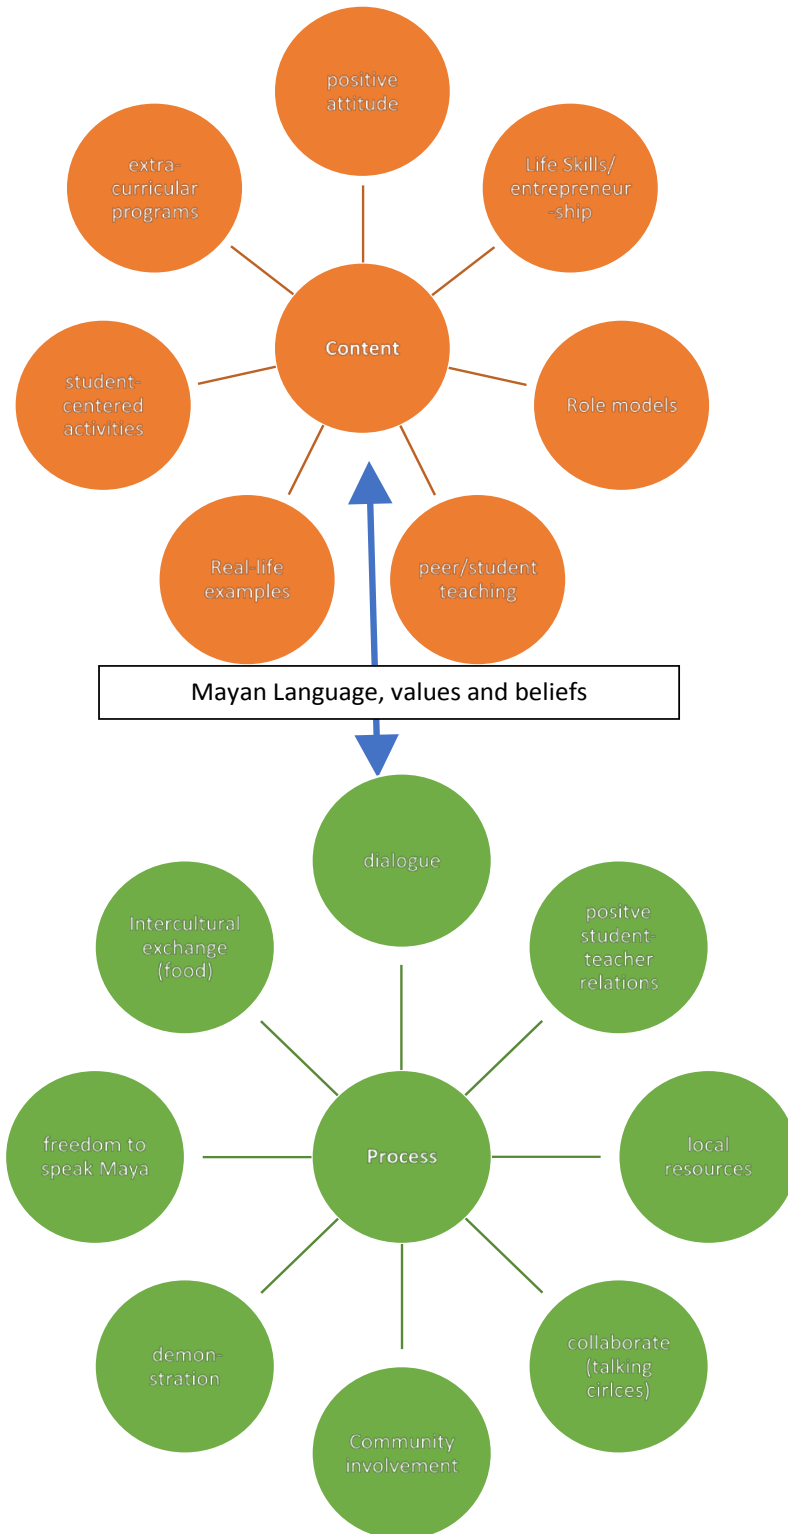 positive
attitude
extra-
curricular
programs
Life Skills/
entrepreneur
-ship
Content
student-
centered
activities
Role models
Real-life
examples
peer/student
teaching
Mayan Language, values and beliefs
dialogue
Intercultural
exchange
(food)
positve
student-
teacher
relations
freedom to
speak Maya
Process
local
resources
demon-
stration
collaborate
(talking
cirlces)
Community
involvement